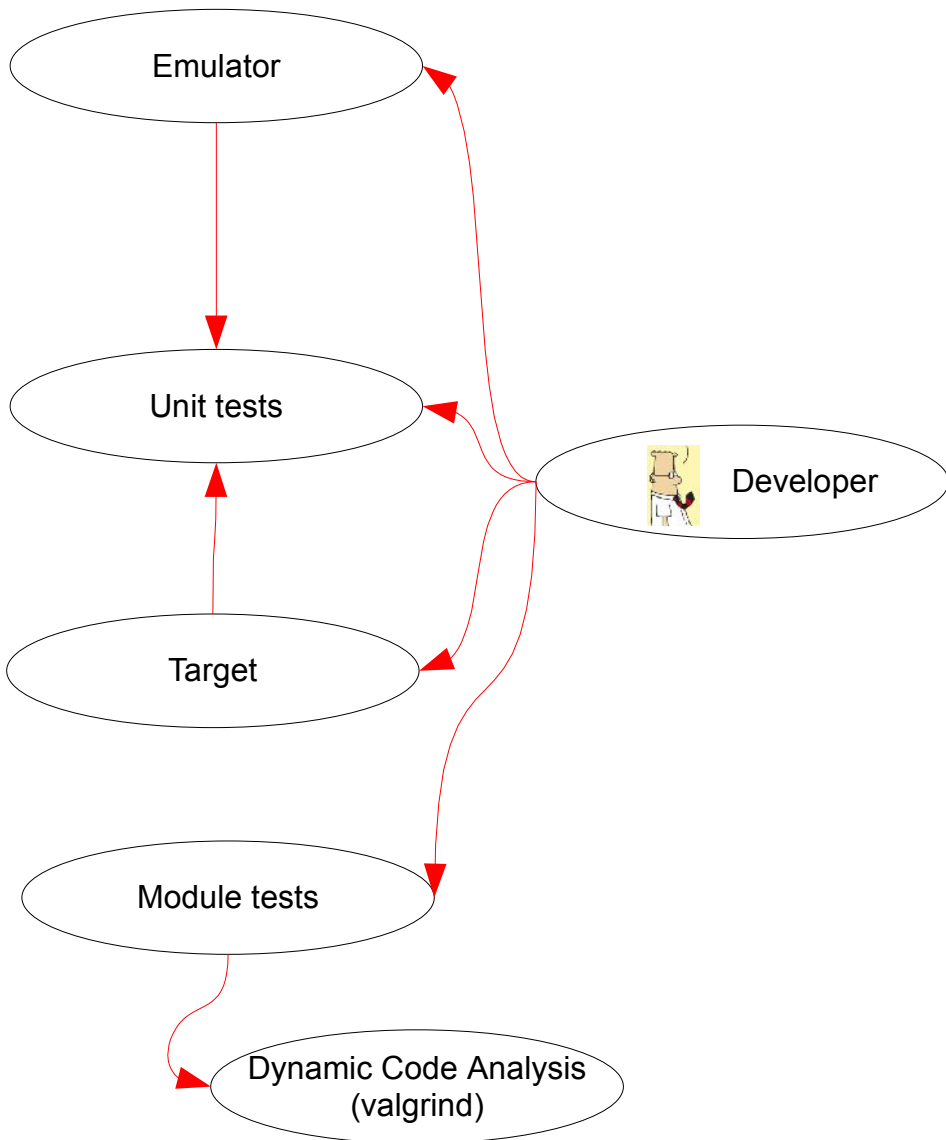 Emulator
Unit tests
Developer
Target
Module tests
Dynamic Code Analysis
(valgrind)